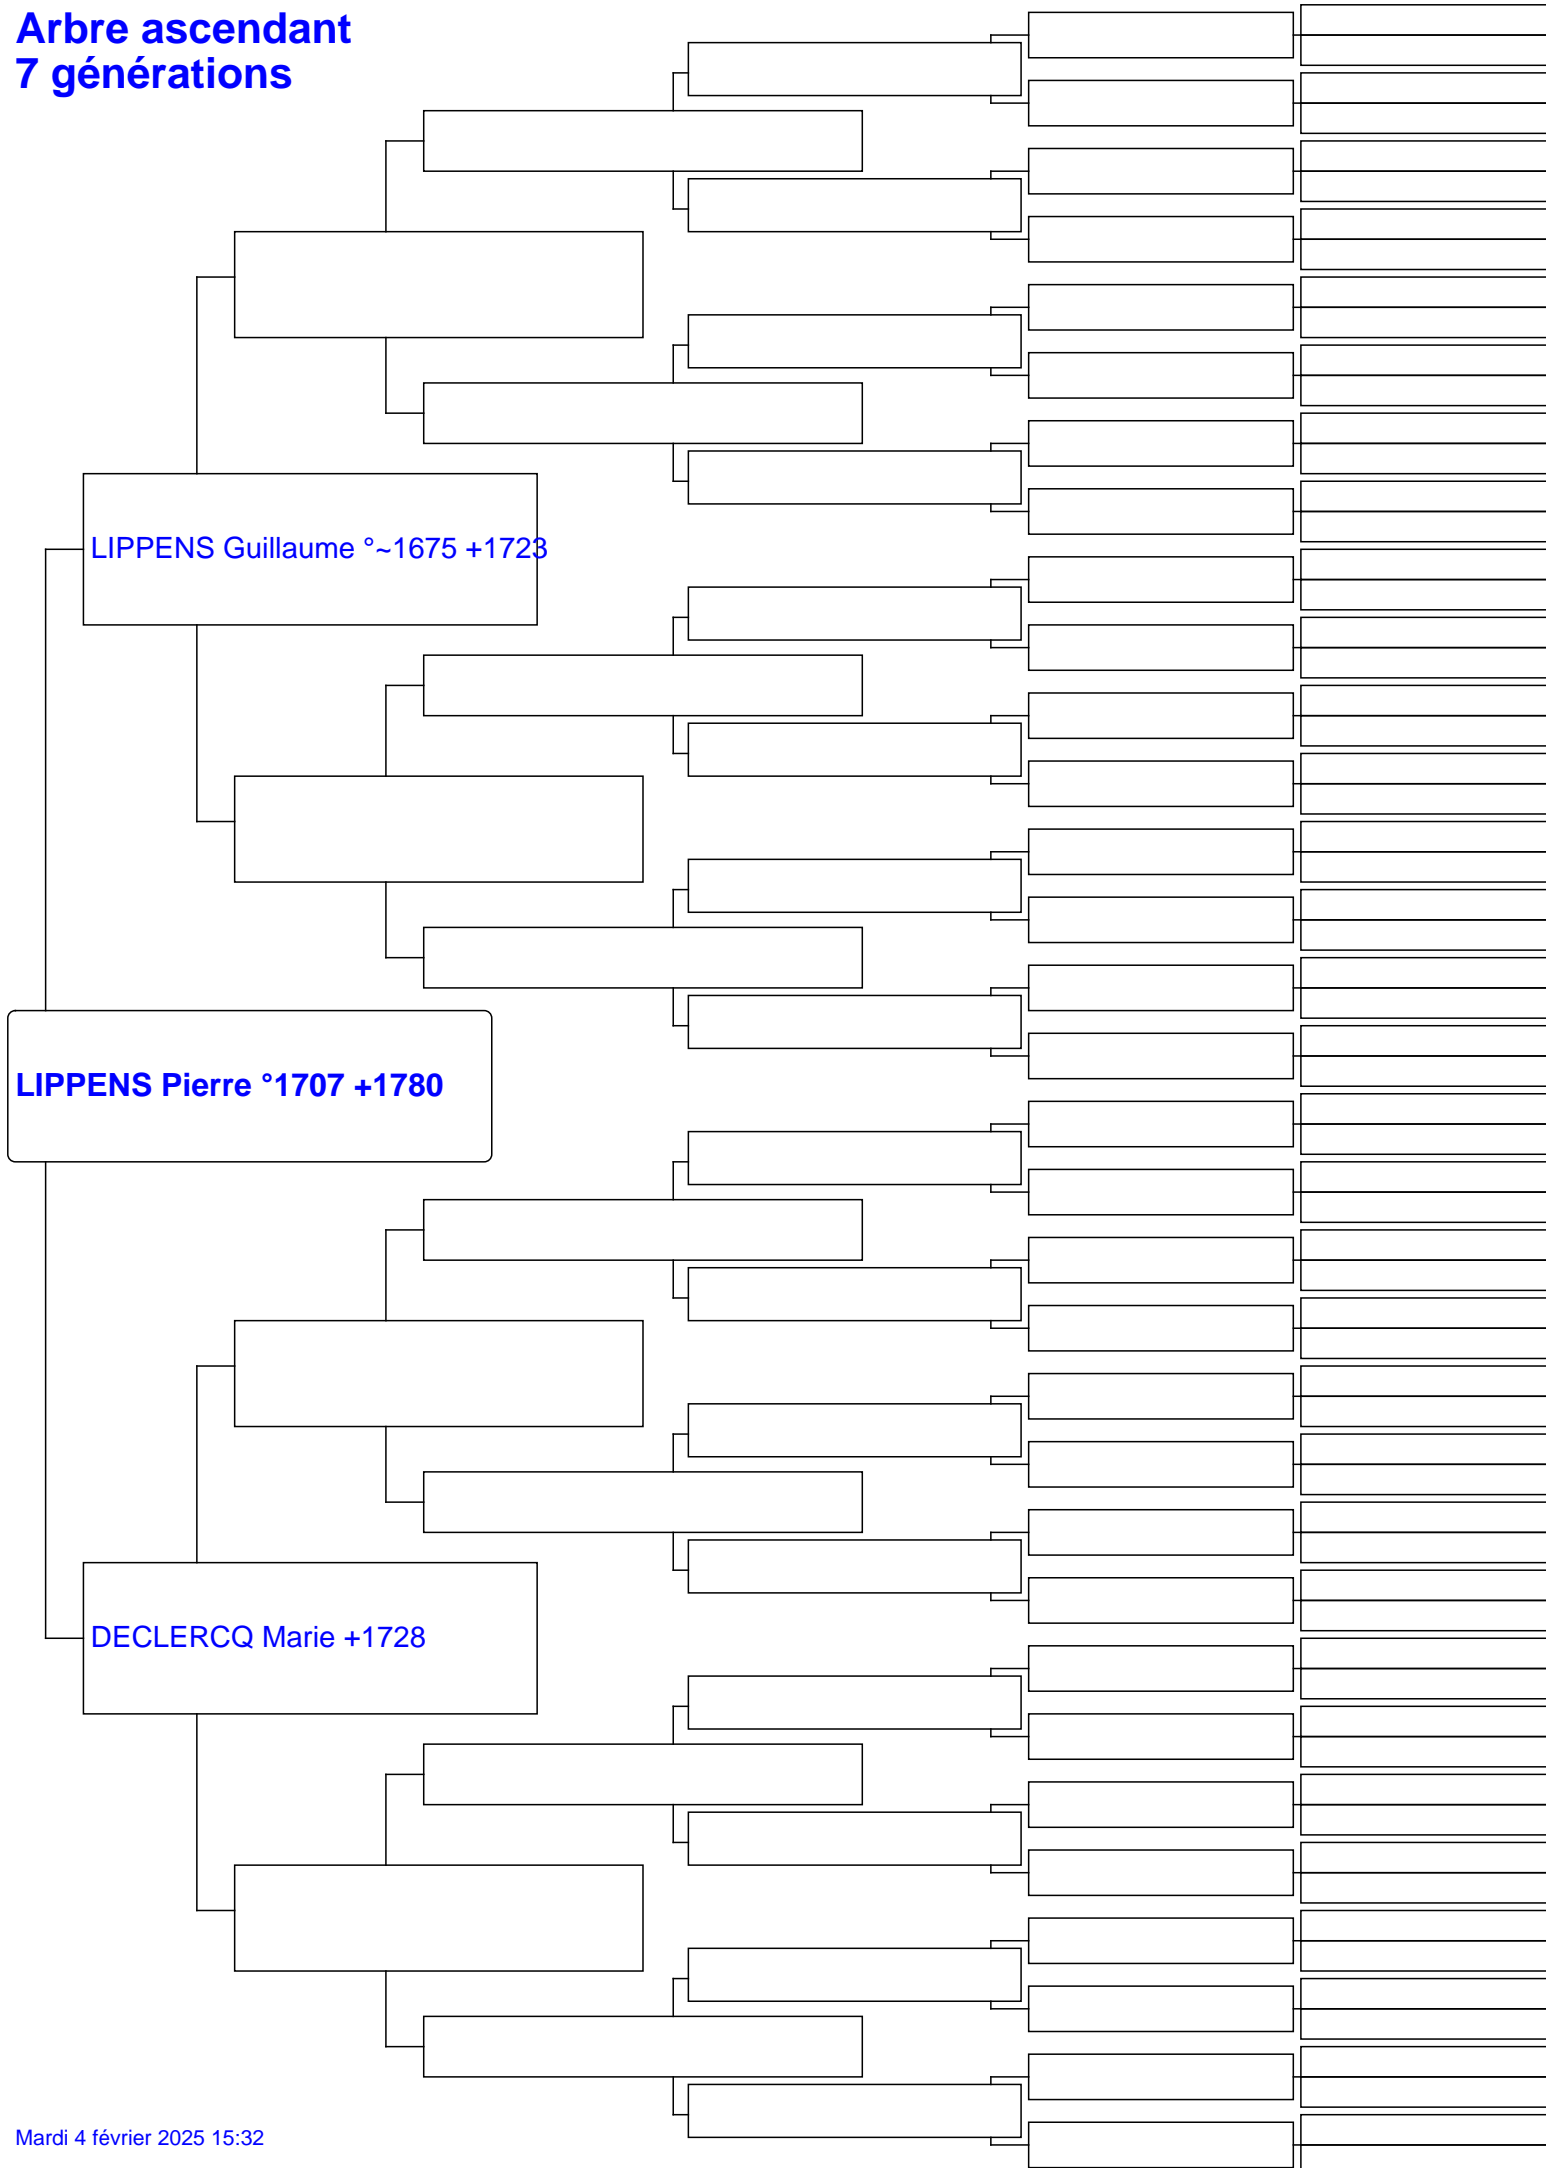 Arbre ascendant
7 générations
LIPPENS Guillaume °~1675 +1723
LIPPENS Pierre °1707 +1780
DECLERCQ Marie +1728
Mardi 4 février 2025 15:32